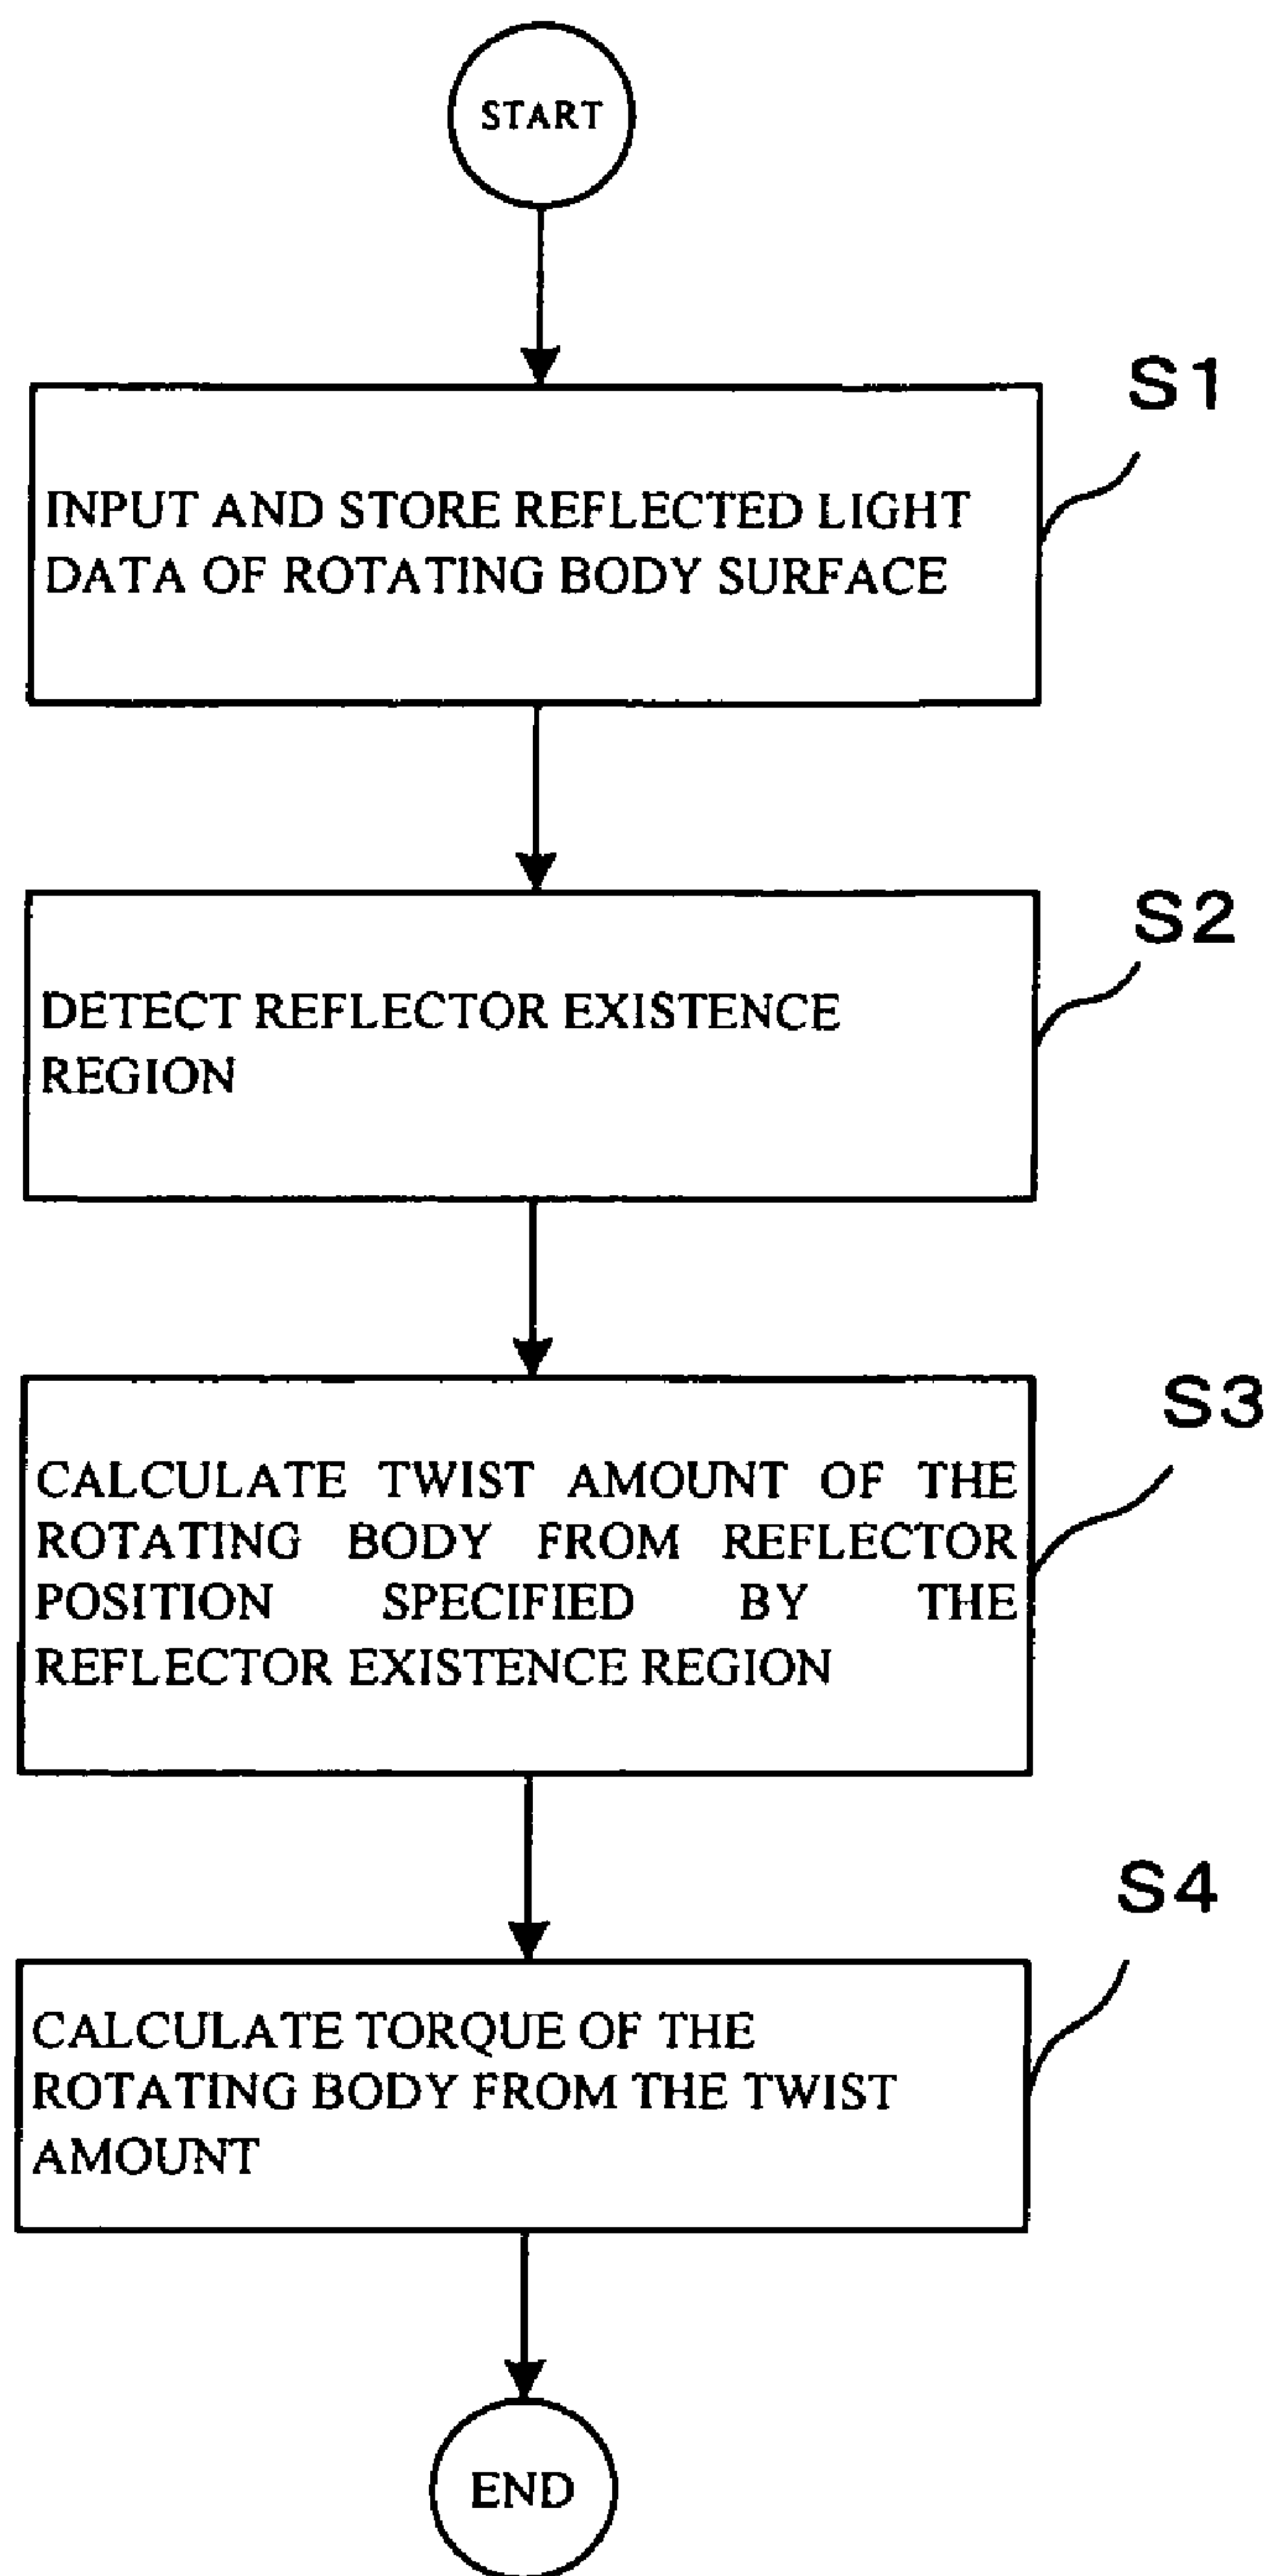 START
S1
INPUT AND STORE REFLECTED LIGHT
DATA OF ROTATING BODY SURFACE
S2
DETECT REFLECTOR EXISTENCE
REGION
S3
CALCULATE TWIST AMOUNT OF THE
ROTATING BODY FROM REFLECTOR
POSITION SPECIFIED BY THE
REFLECTOR EXISTENCE REGION
S4
CALCULATE TORQUE OF THE
ROTATING BODY FROM THE TWIST
AMOUNT
END